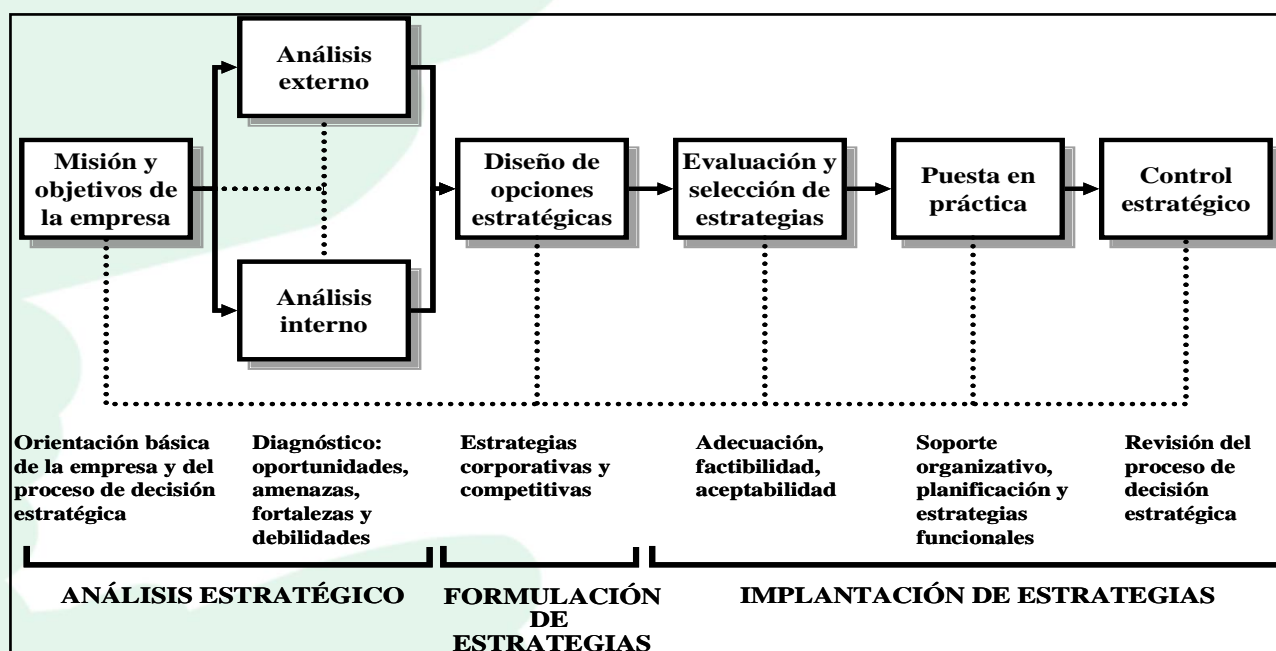 Análisis
externo
Misión y
objetivos de
la empresa
Análisis
interno
Diseño de
opciones
estratégicas
Evaluación y
selección de
estrategias
Puesta en
práctica
Control
estratégico
Orientación básica
de la empresa y del
proceso de decisión
estratégica
Diagnóstico:
oportunidades,
amenazas,
fortalezas y
debilidades
Estrategias
corporativas y
competitivas
Adecuación,
factibilidad,
aceptabilidad
Soporte
organizativo,
planificación y
estrategias
funcionales
Revisión del
proceso de
decisión
estratégica
ANÁLISIS ESTRATÉGICO
FORMULACIÓN
DE
ESTRATEGIAS
IMPLANTACIÓN DE ESTRATEGIAS